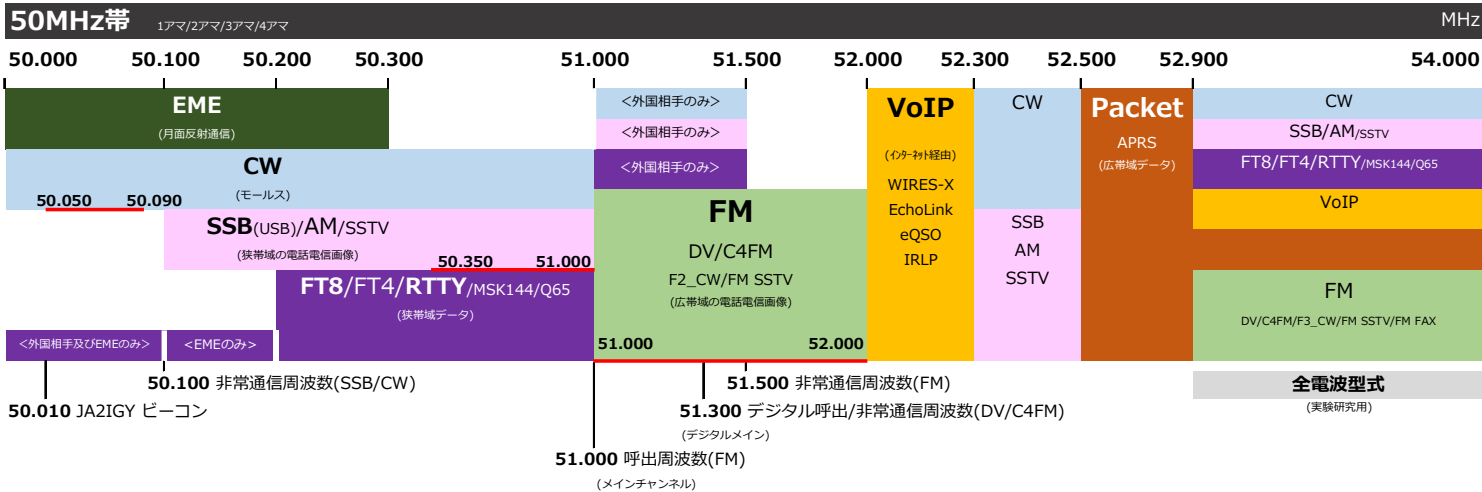 50MHz帯 1アマ/2アマ/3アマ/4アマ MHz
50.000 50.100 50.200 50.300 51.000 51.500 52.000 52.300 52.500 52.900 54.000
EME
(月面反射通信)
CW
(モールス)
50.050 50.090
SSB(USB)/AM/SSTV
(狭帯域の電話電信画像)
50.350 51.000
FT8/FT4/RTTY/MSK144/Q65
(狭帯域データ)
<外国相手及びEMEのみ> <EMEのみ>
<外国相手のみ>
<外国相手のみ>
<外国相手のみ>
FM
DV/C4FM
F2_CW/FM SSTV
(広帯域の電話電信画像)
51.000 52.000
VoIP
(インターネット経由)
WIRES-X
EchoLink
eQSO
IRLP
CW
SSB
AM
SSTV
Packet
APRS
(広帯域データ)
CW
SSB/AM/SSTV
FT8/FT4/RTTY/MSK144/Q65
VoIP
FM
DV/C4FM/F3_CW/FM SSTV/FM FAX
全電波型式
(実験研究用)
50.100 非常通信周波数(SSB/CW)
50.010 JA2IGY ビーコン
51.500 非常通信周波数(FM)
51.300 デジタル呼出/非常通信周波数(DV/C4FM)
(デジタルメイン)
51.000 呼出周波数(FM)
(メインチャンネル)